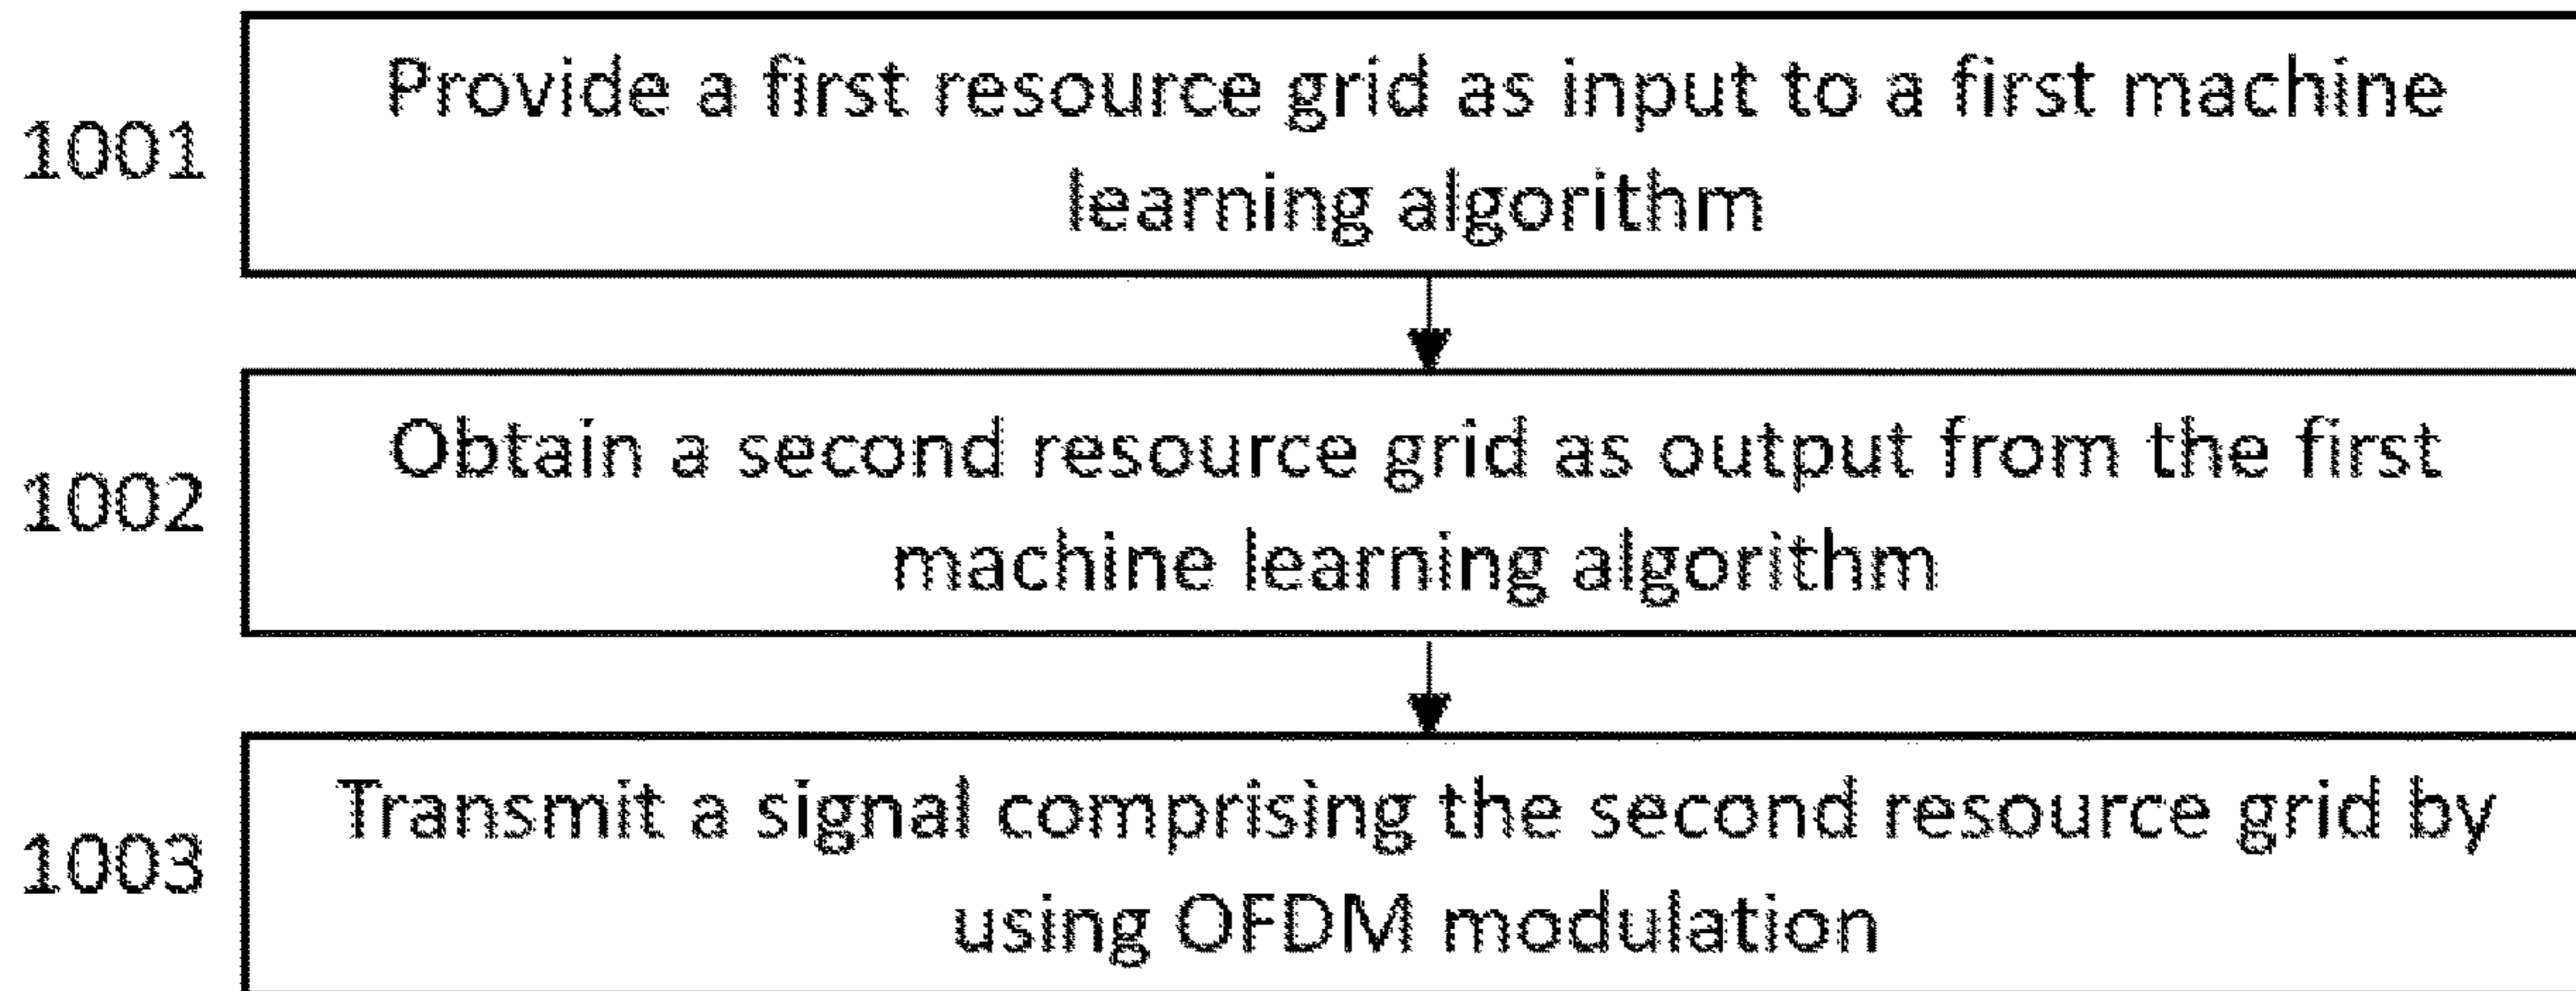 1001
Provide a first resource grid as input to a first machine
learning algorithm
1002
Obtain a second resource grid as output from the first
machine learning algorithm
1003
Transmit a signal comprising the second resource grid by
using OFDM modulation